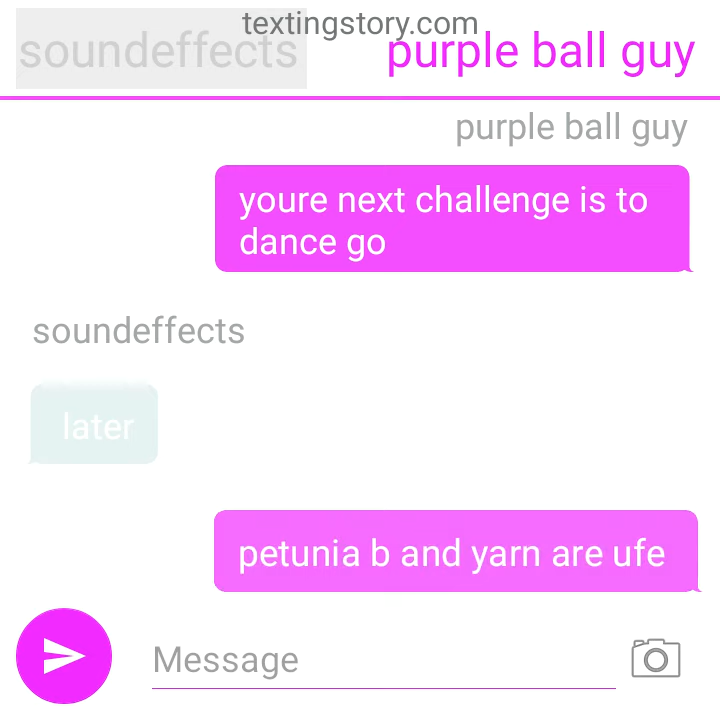 textingstory.com
soundeffects
purple ball guy
purple ball guy
youre next challenge is to
dance go
soundeffects
later
petunia b and yarn are ufe
Message